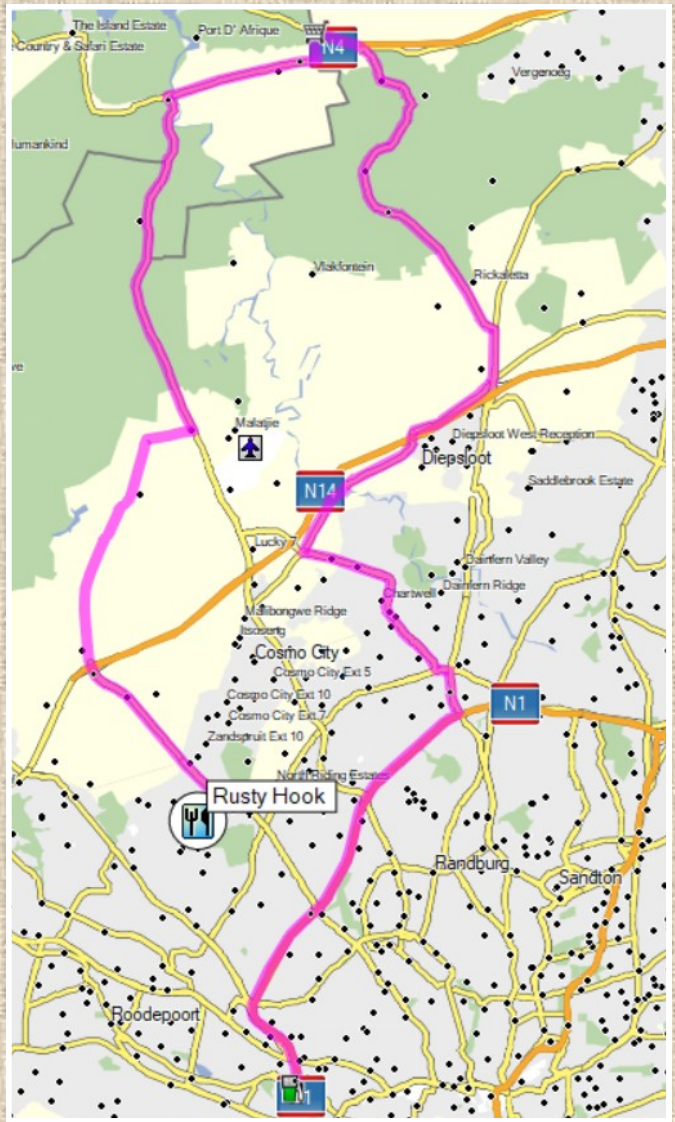 The Island Estate
Port D' Afrique
N4
Country & Safari Estate
Vergenoeg
Vlakfontein
Rickaletta
Malatjie
Diepsloot West Reception
Diepsloot
Saddlebrook Estate
N14
Lucky 7
Dainfern Valley
Dainfern Ridge
Chartwell
Malibongwe Ridge
Itsoseng
Cosmo City
Cosmo City Ext 5
Cosmo City Ext 10
N1
Cosmo City Ext 7
Zandspruit Ext 10
North Riding Estates
Rusty Hook
Randburg
Sandton
Roodepoort